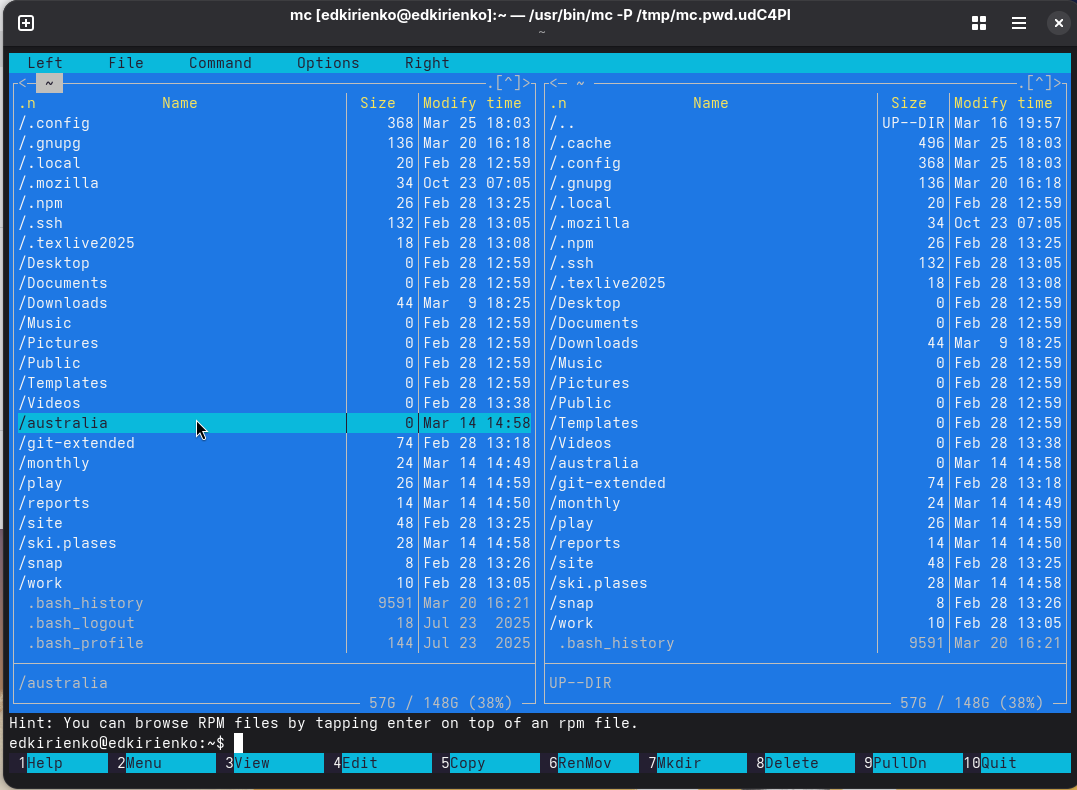 mc [edkirienko@edkirienko]:~ — /usr/bin/mc -P /tmp/mc.pwd.udC4PI
~
Left File Command Options Right
<─ ~ .[^]>
.n Name Size Modify time
/.config 368 Mar 25 18:03
/.gnupg 136 Mar 20 16:18
/.local 20 Feb 28 12:59
/.mozilla 34 Oct 23 07:05
/.npm 26 Feb 28 13:25
/.ssh 132 Feb 28 13:05
/.texlive2025 18 Feb 28 13:08
/Desktop 0 Feb 28 12:59
/Documents 0 Feb 28 12:59
/Downloads 44 Mar 9 18:25
/Music 0 Feb 28 12:59
/Pictures 0 Feb 28 12:59
/Public 0 Feb 28 12:59
/Templates 0 Feb 28 12:59
/Videos 0 Feb 28 13:38
/australia 0 Mar 14 14:58
/git-extended 74 Feb 28 13:18
/monthly 24 Mar 14 14:49
/play 26 Mar 14 14:59
/reports 14 Mar 14 14:50
/site 48 Feb 28 13:25
/ski.plases 28 Mar 14 14:58
/snap 8 Feb 28 13:26
/work 10 Feb 28 13:05
.bash_history 9591 Mar 20 16:21
.bash_logout 18 Jul 23 2025
.bash_profile 144 Jul 23 2025
/australia
57G / 148G (38%)
<─ ~ .[^]>
.n Name Size Modify time
/.. UP--DIR Mar 16 19:57
/.cache 496 Mar 25 18:03
/.config 368 Mar 25 18:03
/.gnupg 136 Mar 20 16:18
/.local 20 Feb 28 12:59
/.mozilla 34 Oct 23 07:05
/.npm 26 Feb 28 13:25
/.ssh 132 Feb 28 13:05
/.texlive2025 18 Feb 28 13:08
/Desktop 0 Feb 28 12:59
/Documents 0 Feb 28 12:59
/Downloads 44 Mar 9 18:25
/Music 0 Feb 28 12:59
/Pictures 0 Feb 28 12:59
/Public 0 Feb 28 12:59
/Templates 0 Feb 28 12:59
/Videos 0 Feb 28 13:38
/australia 0 Mar 14 14:58
/git-extended 74 Feb 28 13:18
/monthly 24 Mar 14 14:49
/play 26 Mar 14 14:59
/reports 14 Mar 14 14:50
/site 48 Feb 28 13:25
/ski.plases 28 Mar 14 14:58
/snap 8 Feb 28 13:26
/work 10 Feb 28 13:05
.bash_history 9591 Mar 20 16:21
UP--DIR
57G / 148G (38%)
Hint: You can browse RPM files by tapping enter on top of an rpm file.
edkirienko@edkirienko:~$
1Help 2Menu 3View 4Edit 5Copy 6RenMov 7Mkdir 8Delete 9PullDn 10Quit